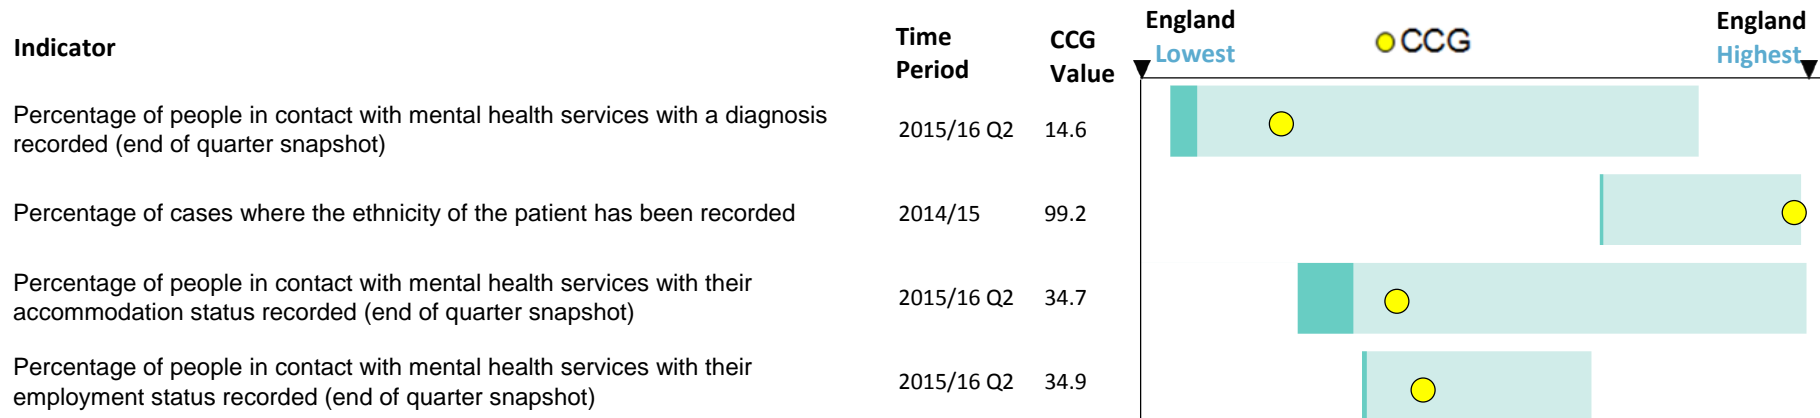 Indicator
Time Period
CCG Value
England Lowest
CCG
England Highest
Percentage of people in contact with mental health services with a diagnosis
recorded (end of quarter snapshot)
2015/16 Q2 14.6
Percentage of cases where the ethnicity of the patient has been recorded 2014/15 99.2
Percentage of people in contact with mental health services with their
accommodation status recorded (end of quarter snapshot)
2015/16 Q2 34.7
Percentage of people in contact with mental health services with their
employment status recorded (end of quarter snapshot)
2015/16 Q2 34.9